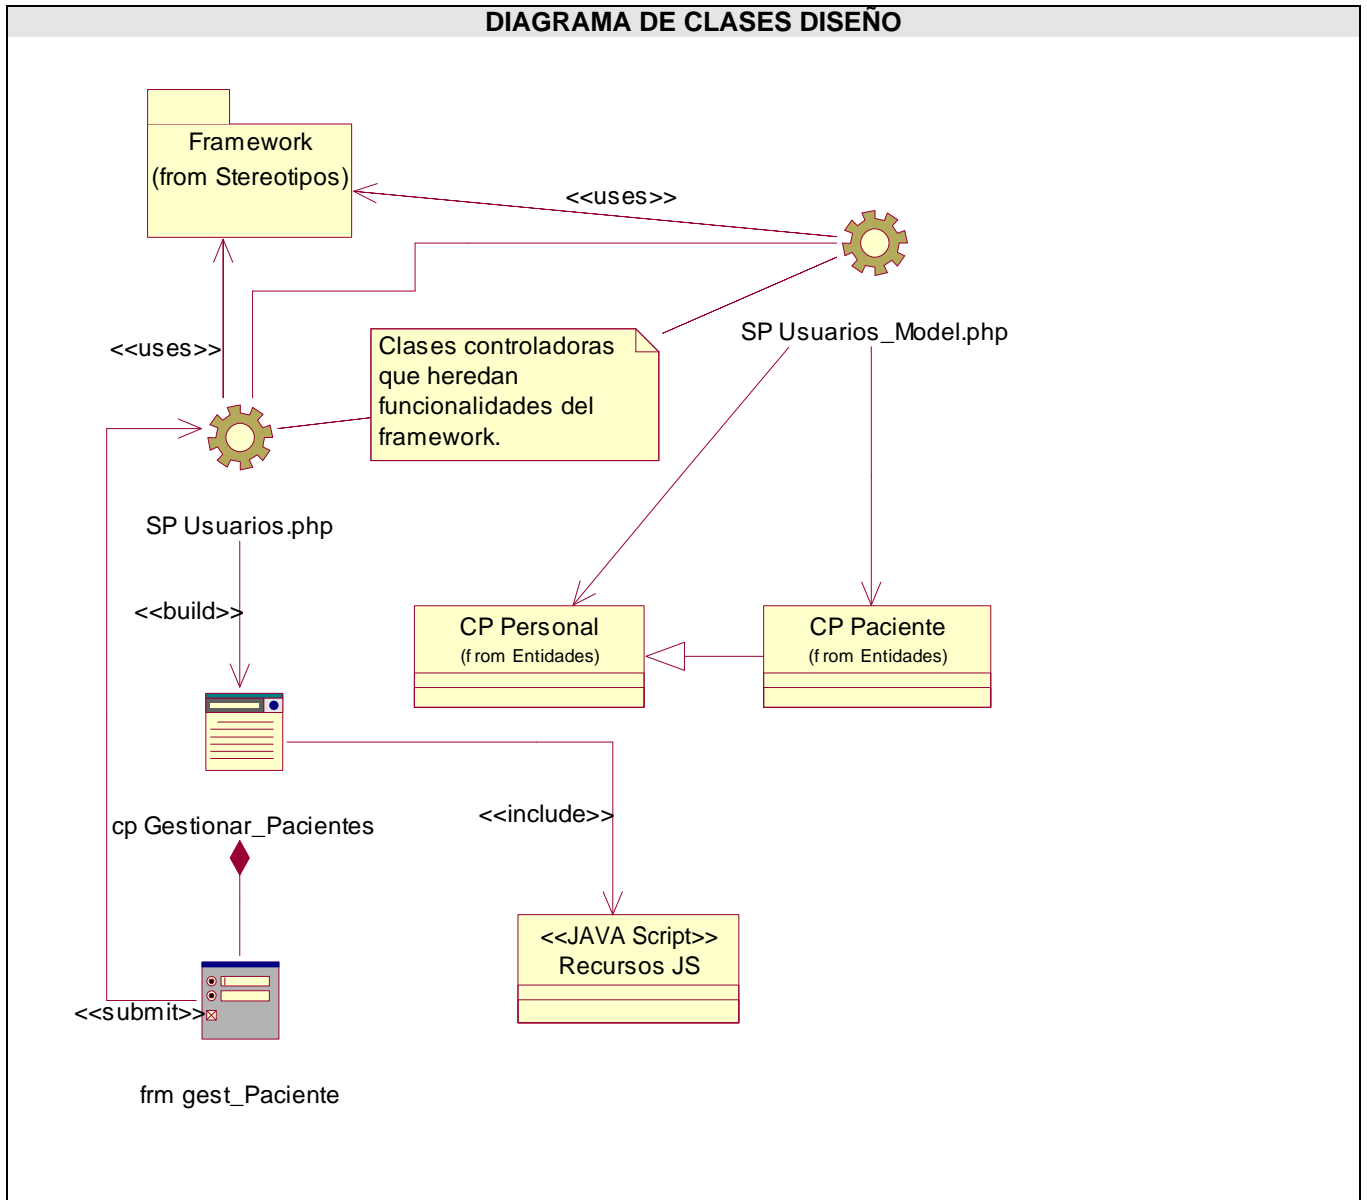 DIAGRAMA DE CLASES DISEÑO
Framework
(from Stereotipos)
<<uses>>
SP Usuarios_Model.php
<<uses>>
Clases controladoras
que heredan
funcionalidades del
framework.
SP Usuarios.php
<<build>>
CP Personal
(from Entidades)
CP Paciente
(from Entidades)
cp Gestionar_Pacientes
<<include>>
<<JAVA Script>>
Recursos JS
<<submit>>
frm gest_Paciente